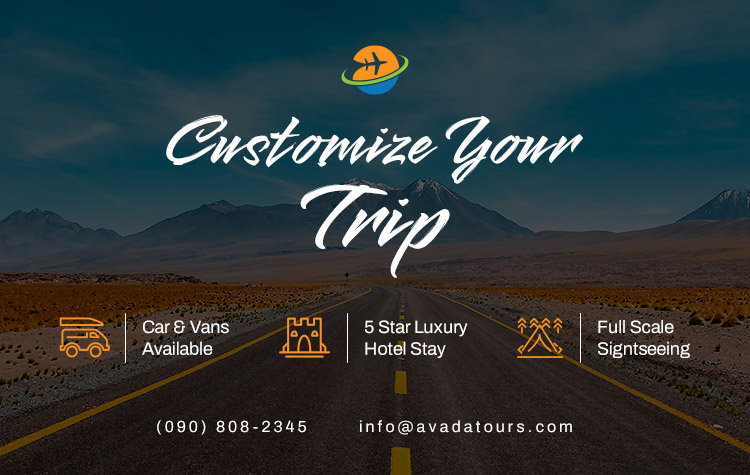 Customize Your
Trip
Car & Vans
Available
5 Star Luxury
Hotel Stay
Full Scale
Signtseeing
(090) 808-2345
info@avadatours.com